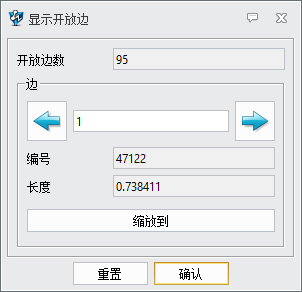 显示开放边
开放边数 95
边
1
编号 47122
长度 0.738411
缩放到
重置 确认